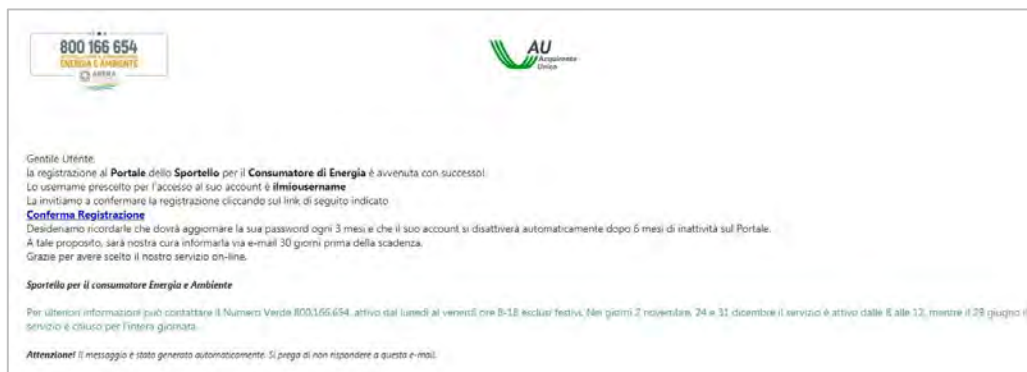 800 166 654
ENERGIA E AMBIENTE
ARERA
AU
Acquirente
Unico
Gentile Utente,
la registrazione al Portale dello Sportello per il Consumatore di Energia è avvenuta con successo!
Lo username prescelto per l'accesso al suo account è ilmiousername
La invitiamo a confermare la registrazione cliccando sul link di seguito indicato
Conferma Registrazione
Desideriamo ricordarle che dovrà aggiornare la sua password ogni 3 mesi e che il suo account si disattiverà automaticamente dopo 6 mesi di inattività sul Portale.
A tale proposito, sarà nostra cura informarla via e-mail 30 giorni prima della scadenza.
Grazie per avere scelto il nostro servizio on-line.
Sportello per il consumatore Energia e Ambiente
Per ulteriori informazioni può contattare il Numero Verde 800.166.654, attivo dal lunedì al venerdì ore 8-18 esclusi festivi. Nei giorni 2 novembre, 24 e 31 dicembre il servizio è attivo dalle 8 alle 12, mentre il 29 giugno il
servizio è chiuso per l'intera giornata.
Attenzione! Il messaggio è stato generato automaticamente. Si prega di non rispondere a questa e-mail.